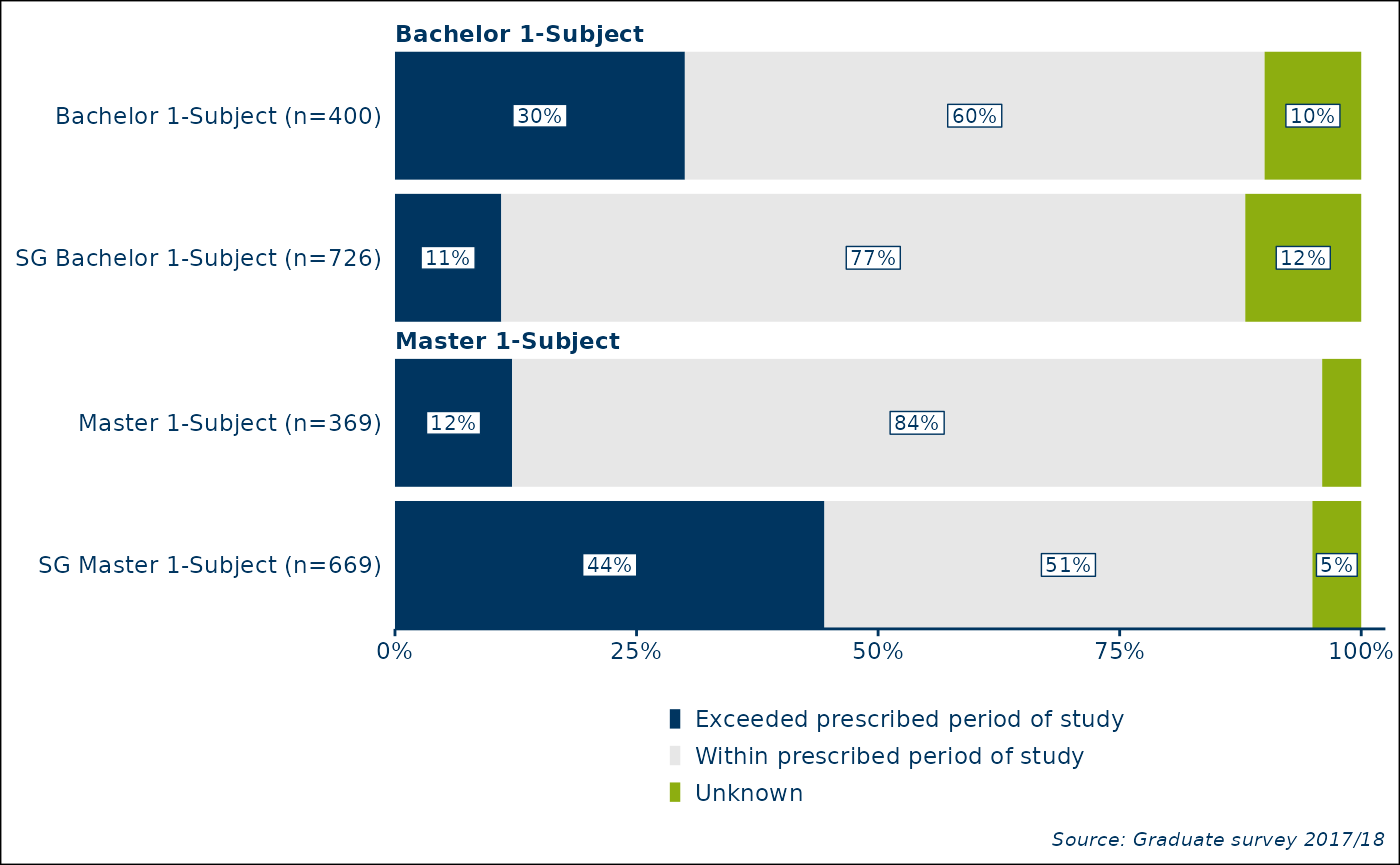 Bachelor 1-Subject
Bachelor 1-Subject (n=400)
30%
60%
10%
SG Bachelor 1-Subject (n=726)
11%
77%
12%
Master 1-Subject
Master 1-Subject (n=369)
12%
84%
SG Master 1-Subject (n=669)
44%
51%
5%
0%
25%
50%
75%
100%
Exceeded prescribed period of study
Within prescribed period of study
Unknown
Source: Graduate survey 2017/18